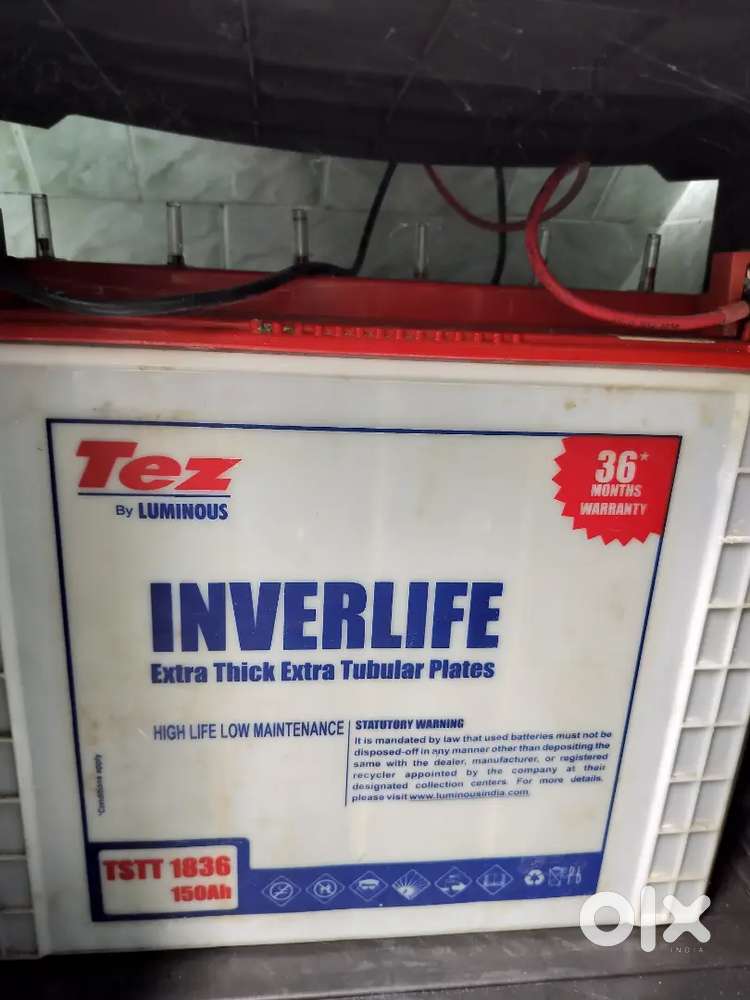 Tez
By LUMINOUS
36*
MONTHS
WARRANTY
INVERLIFE
Extra Thick Extra Tubular Plates
HIGH LIFE LOW MAINTENANCE
STATUTORY WARNING
It is mandated by law that used batteries must not be
disposed-off in any manner other than depositing the
same with the dealer, manufacturer, or registered
recycler appointed by the company at their
designated collection centers. For more details,
please visit www.luminousindia.com
*Conditions apply
TSTT 1836
150Ah
Pb
olx
INDIA